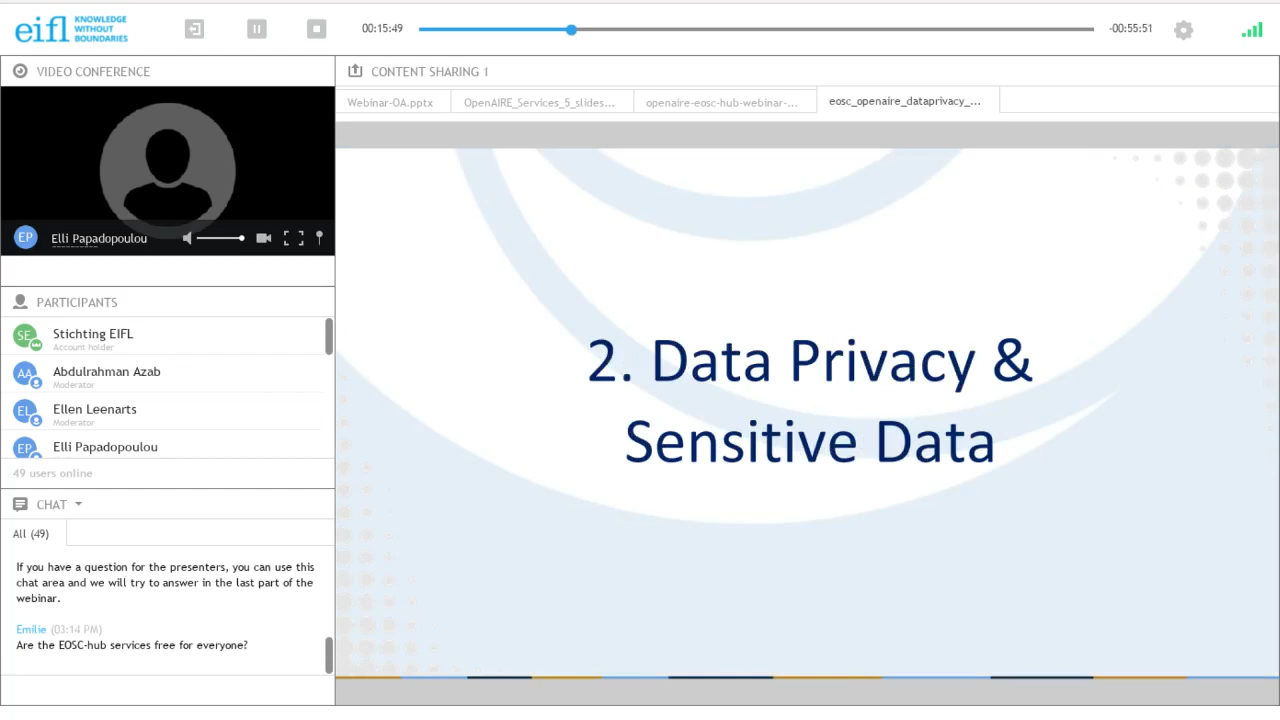 eifl KNOWLEDGE
WITHOUT
BOUNDARIES
00:15:49
-00:55:51
VIDEO CONFERENCE
EP Elli Papadopoulou
PARTICIPANTS
SE Stichting EIFL
Account holder
AA Abdulrahman Azab
Moderator
EL Ellen Leenarts
Moderator
EP Elli Papadopoulou
49 users online
CHAT
All (49)
If you have a question for the presenters, you can use this
chat area and we will try to answer in the last part of the
webinar.
Emilie (03:14 PM)
Are the EOSC-hub services free for everyone?
CONTENT SHARING 1
Webinar-OA.pptx
OpenAIRE_Services_5_slides...
openaire-eosc-hub-webinar-...
eosc_openaire_dataprivacy_...
2. Data Privacy &
Sensitive Data